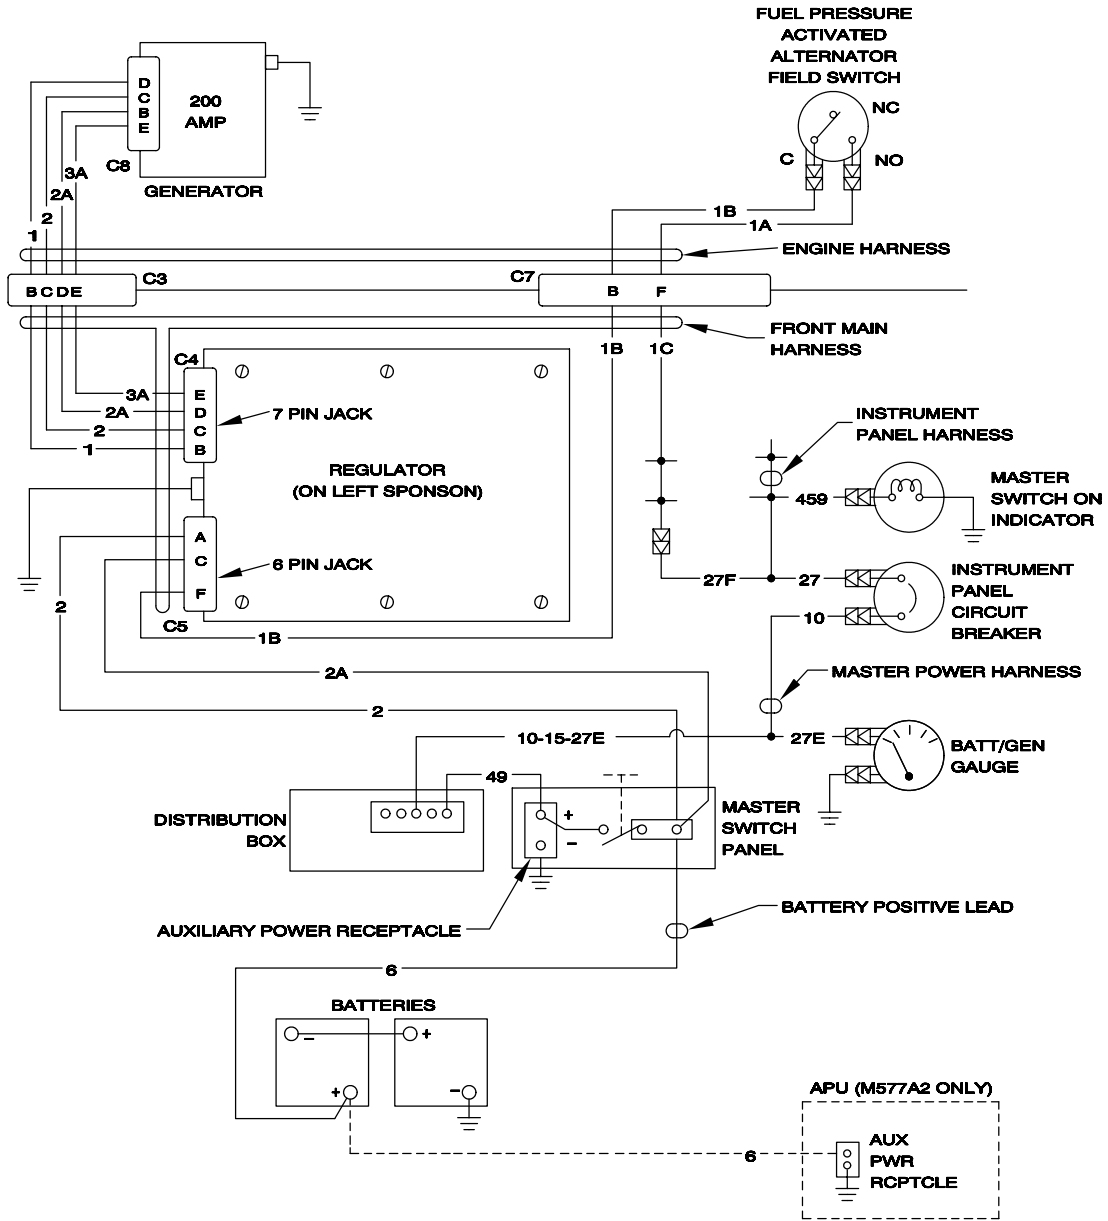 FUEL PRESSURE
ACTIVATED
ALTERNATOR
FIELD SWITCH
NC
C
NO
D
C
B
E
200
AMP
C8
GENERATOR
3A
2A
2
1
1B
1A
ENGINE HARNESS
C3
C7
B C D E
B F
FRONT MAIN
HARNESS
1B 1C
C4
3A
2A
2
1
E
D
C
B
7 PIN JACK
REGULATOR
(ON LEFT SPONSON)
INSTRUMENT
PANEL HARNESS
459
MASTER
SWITCH ON
INDICATOR
A
C
F
6 PIN JACK
C5
2
1B
27F
27
10
INSTRUMENT
PANEL
CIRCUIT
BREAKER
2A
MASTER POWER HARNESS
2
10-15-27E
27E
BATT/GEN
GAUGE
49
DISTRIBUTION
BOX
+
-
MASTER
SWITCH
PANEL
AUXILIARY POWER RECEPTACLE
BATTERY POSITIVE LEAD
6
BATTERIES
-
+
+
-
APU (M577A2 ONLY)
6
AUX
PWR
RCPTCLE